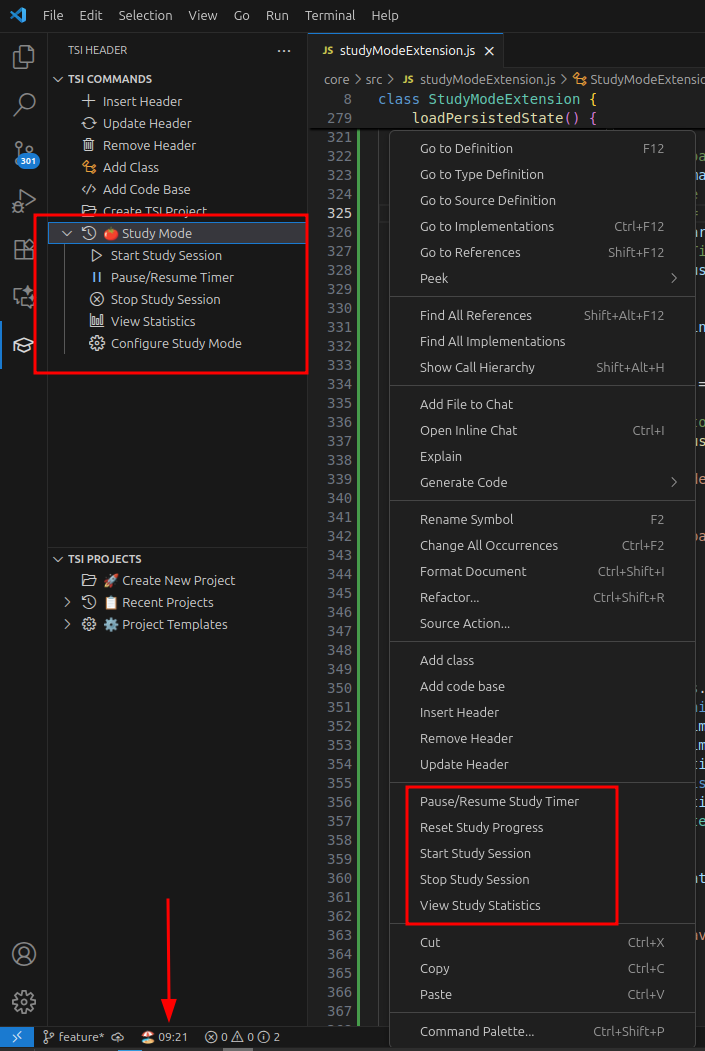 File Edit Selection View Go Run Terminal Help
TSI HEADER ...
TSI COMMANDS
Insert Header
Update Header
Remove Header
Add Class
Add Code Base
Create TSI Project
🍅 Study Mode
Start Study Session
Pause/Resume Timer
Stop Study Session
View Statistics
Configure Study Mode
301
TSI PROJECTS
🚀 Create New Project
📋 Recent Projects
⚙️ Project Templates
JS studyModeExtension.js ×
core > src > JS studyModeExtension.js > StudyModeExtension
8 class StudyModeExtension {
279 loadPersistedState() {
321
322
323
324
325
326
327
328
329
330
331
332
333
334
335
336
337
338
339
340
341
342
343
344
345
346
347
348
349
350
351
352
353
354
355
356
357
358
359
360
361
362
363
364
365
366
367
Go to Definition F12
Go to Type Definition
Go to Source Definition
Go to Implementations Ctrl+F12
Go to References Shift+F12
Peek >
Find All References Shift+Alt+F12
Find All Implementations
Show Call Hierarchy Shift+Alt+H
Add File to Chat
Open Inline Chat Ctrl+I
Explain
Generate Code >
Rename Symbol F2
Change All Occurrences Ctrl+F2
Format Document Ctrl+Shift+I
Refactor... Ctrl+Shift+R
Source Action...
Add class
Add code base
Insert Header
Remove Header
Update Header
Pause/Resume Study Timer
Reset Study Progress
Start Study Session
Stop Study Session
View Study Statistics
Cut Ctrl+X
Copy Ctrl+C
Paste Ctrl+V
Command Palette... Ctrl+Shift+P
feature* 🏖️ 09:21 0 0 2